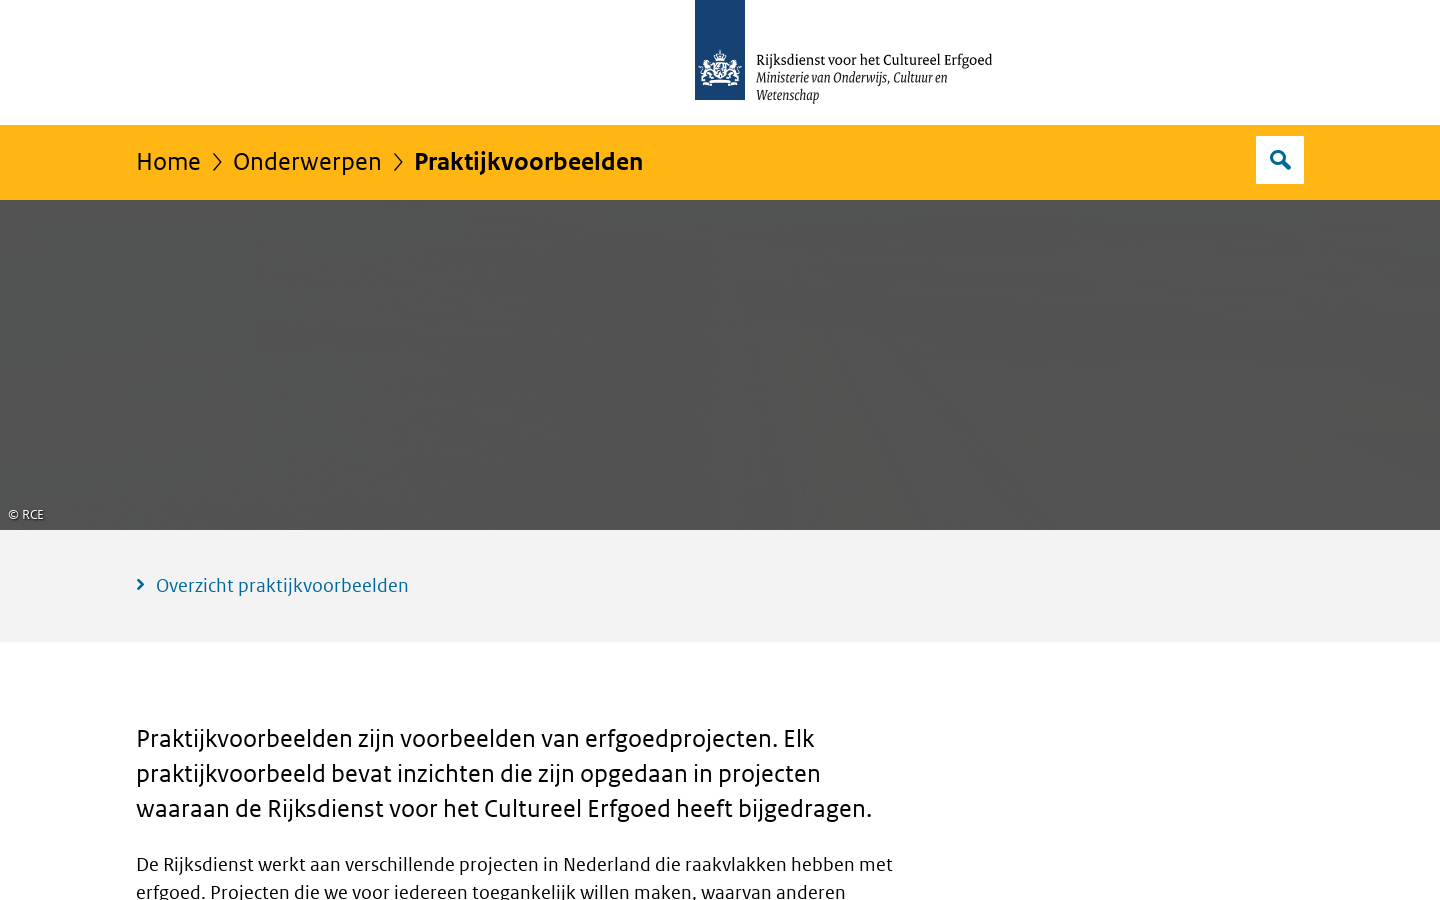 Rijksdienst voor het Cultureel Erfgoed
Ministerie van Onderwijs, Cultuur en
Wetenschap
Home > Onderwerpen > Praktijkvoorbeelden
© RCE
Overzicht praktijkvoorbeelden
Praktijkvoorbeelden zijn voorbeelden van erfgoedprojecten. Elk
praktijkvoorbeeld bevat inzichten die zijn opgedaan in projecten
waaraan de Rijksdienst voor het Cultureel Erfgoed heeft bijgedragen.
De Rijksdienst werkt aan verschillende projecten in Nederland die raakvlakken hebben met
erfgoed. Projecten die we voor iedereen toegankelijk willen maken, waarvan anderen